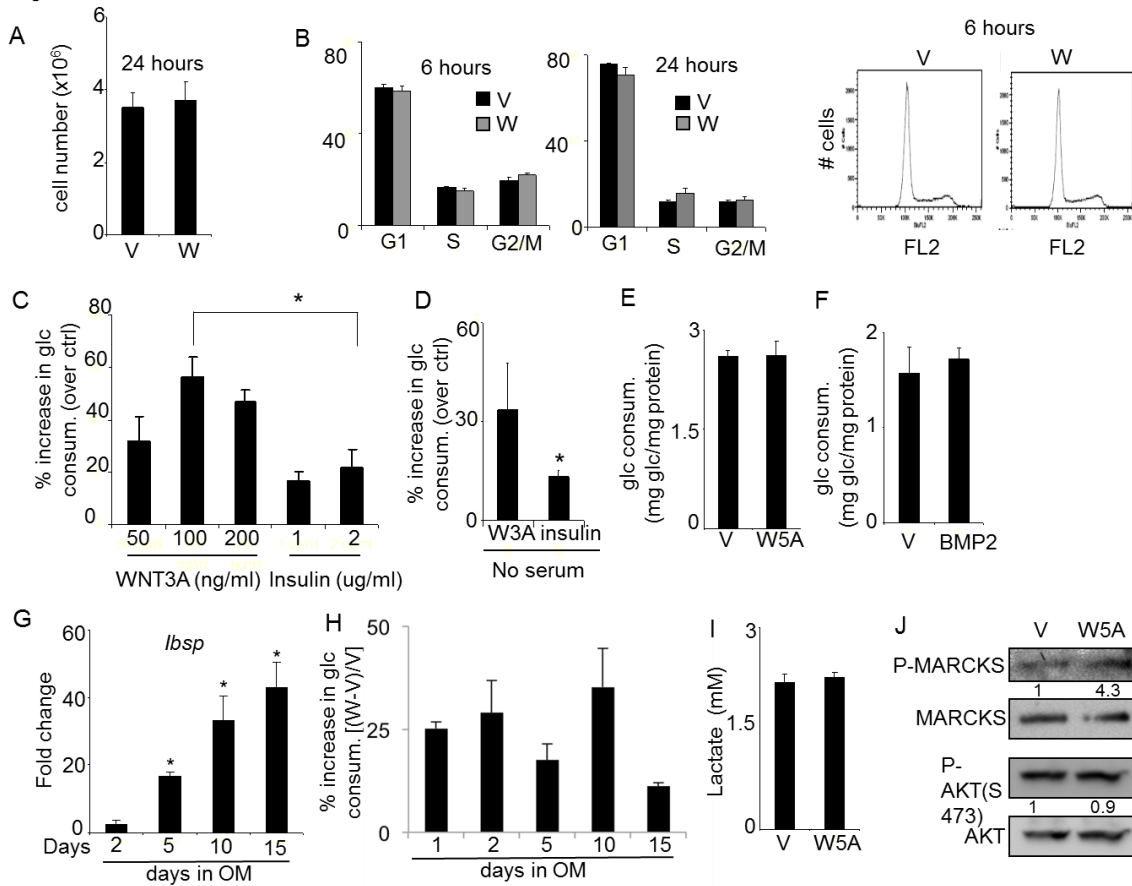 A
cell number (x10⁶)
6
4
2
0
24 hours
V W
B
80
40
0
6 hours
V
W
G1 S G2/M
80
40
0
24 hours
V
W
G1 S G2/M
6 hours
V W
# cells
FL2 FL2
C
% increase in glc
consum. (over ctrl)
80
60
40
20
0
*
50 100 200 1 2
WNT3A (ng/ml) Insulin (ug/ml)
D
% increase in glc
consum. (over ctrl)
60
30
0
*
W3A insulin
No serum
E
glc consum.
(mg glc/mg protein)
3
1.5
0
V W5A
F
glc consum.
(mg glc/mg protein)
2
1
0
V BMP2
G
Fold change
60
40
20
0
Ibsp
* * *
Days 2 5 10 15
days in OM
H
% increase in glc
consum. [(W-V)/V]
50
25
0
1 2 5 10 15
days in OM
I
Lactate (mM)
3
1.5
0
V W5A
J
V W5A
P-MARCKS
1 4.3
MARCKS
P-
AKT(S
473)
1 0.9
AKT